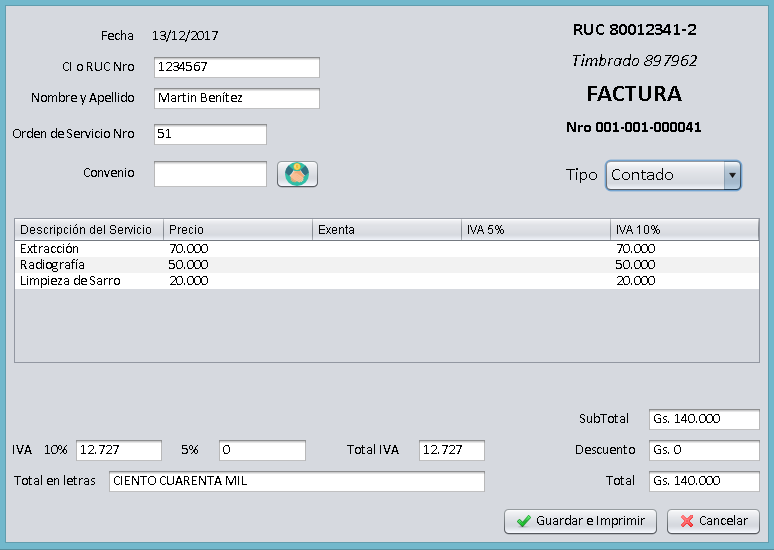 Fecha 13/12/2017
RUC 80012341-2
CI o RUC Nro 1234567
Timbrado 897962
Nombre y Apellido Martin Benítez
FACTURA
Orden de Servicio Nro 51
Nro 001-001-000041
Convenio
Tipo Contado
Descripción del Servicio Precio Exenta IVA 5% IVA 10%
Extracción 70.000 70.000
Radiografía 50.000 50.000
Limpieza de Sarro 20.000 20.000
SubTotal Gs. 140.000
IVA 10% 12.727 5% 0 Total IVA 12.727 Descuento Gs. 0
Total en letras CIENTO CUARENTA MIL Total Gs. 140.000
Guardar e Imprimir Cancelar